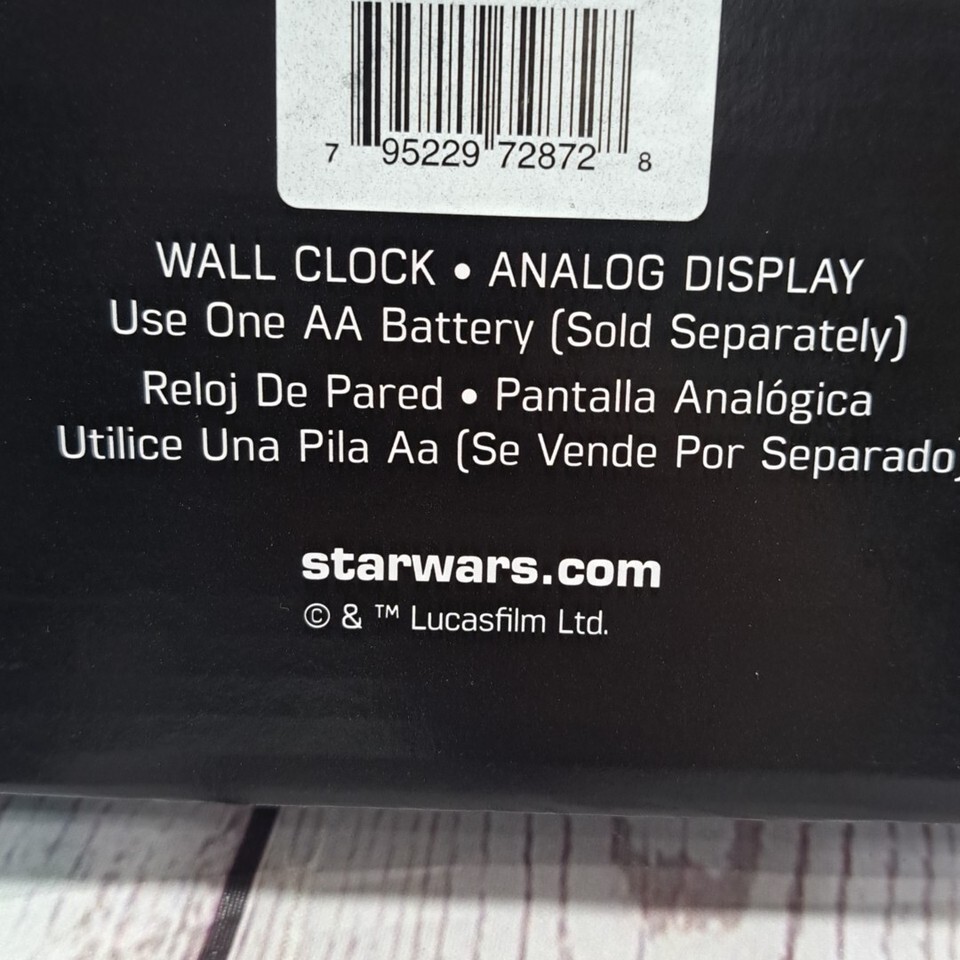 7 95229 72872 8
WALL CLOCK • ANALOG DISPLAY
Use One AA Battery (Sold Separately)
Reloj De Pared • Pantalla Analógica
Utilice Una Pila Aa (Se Vende Por Separado)
starwars.com
© & ™ Lucasfilm Ltd.